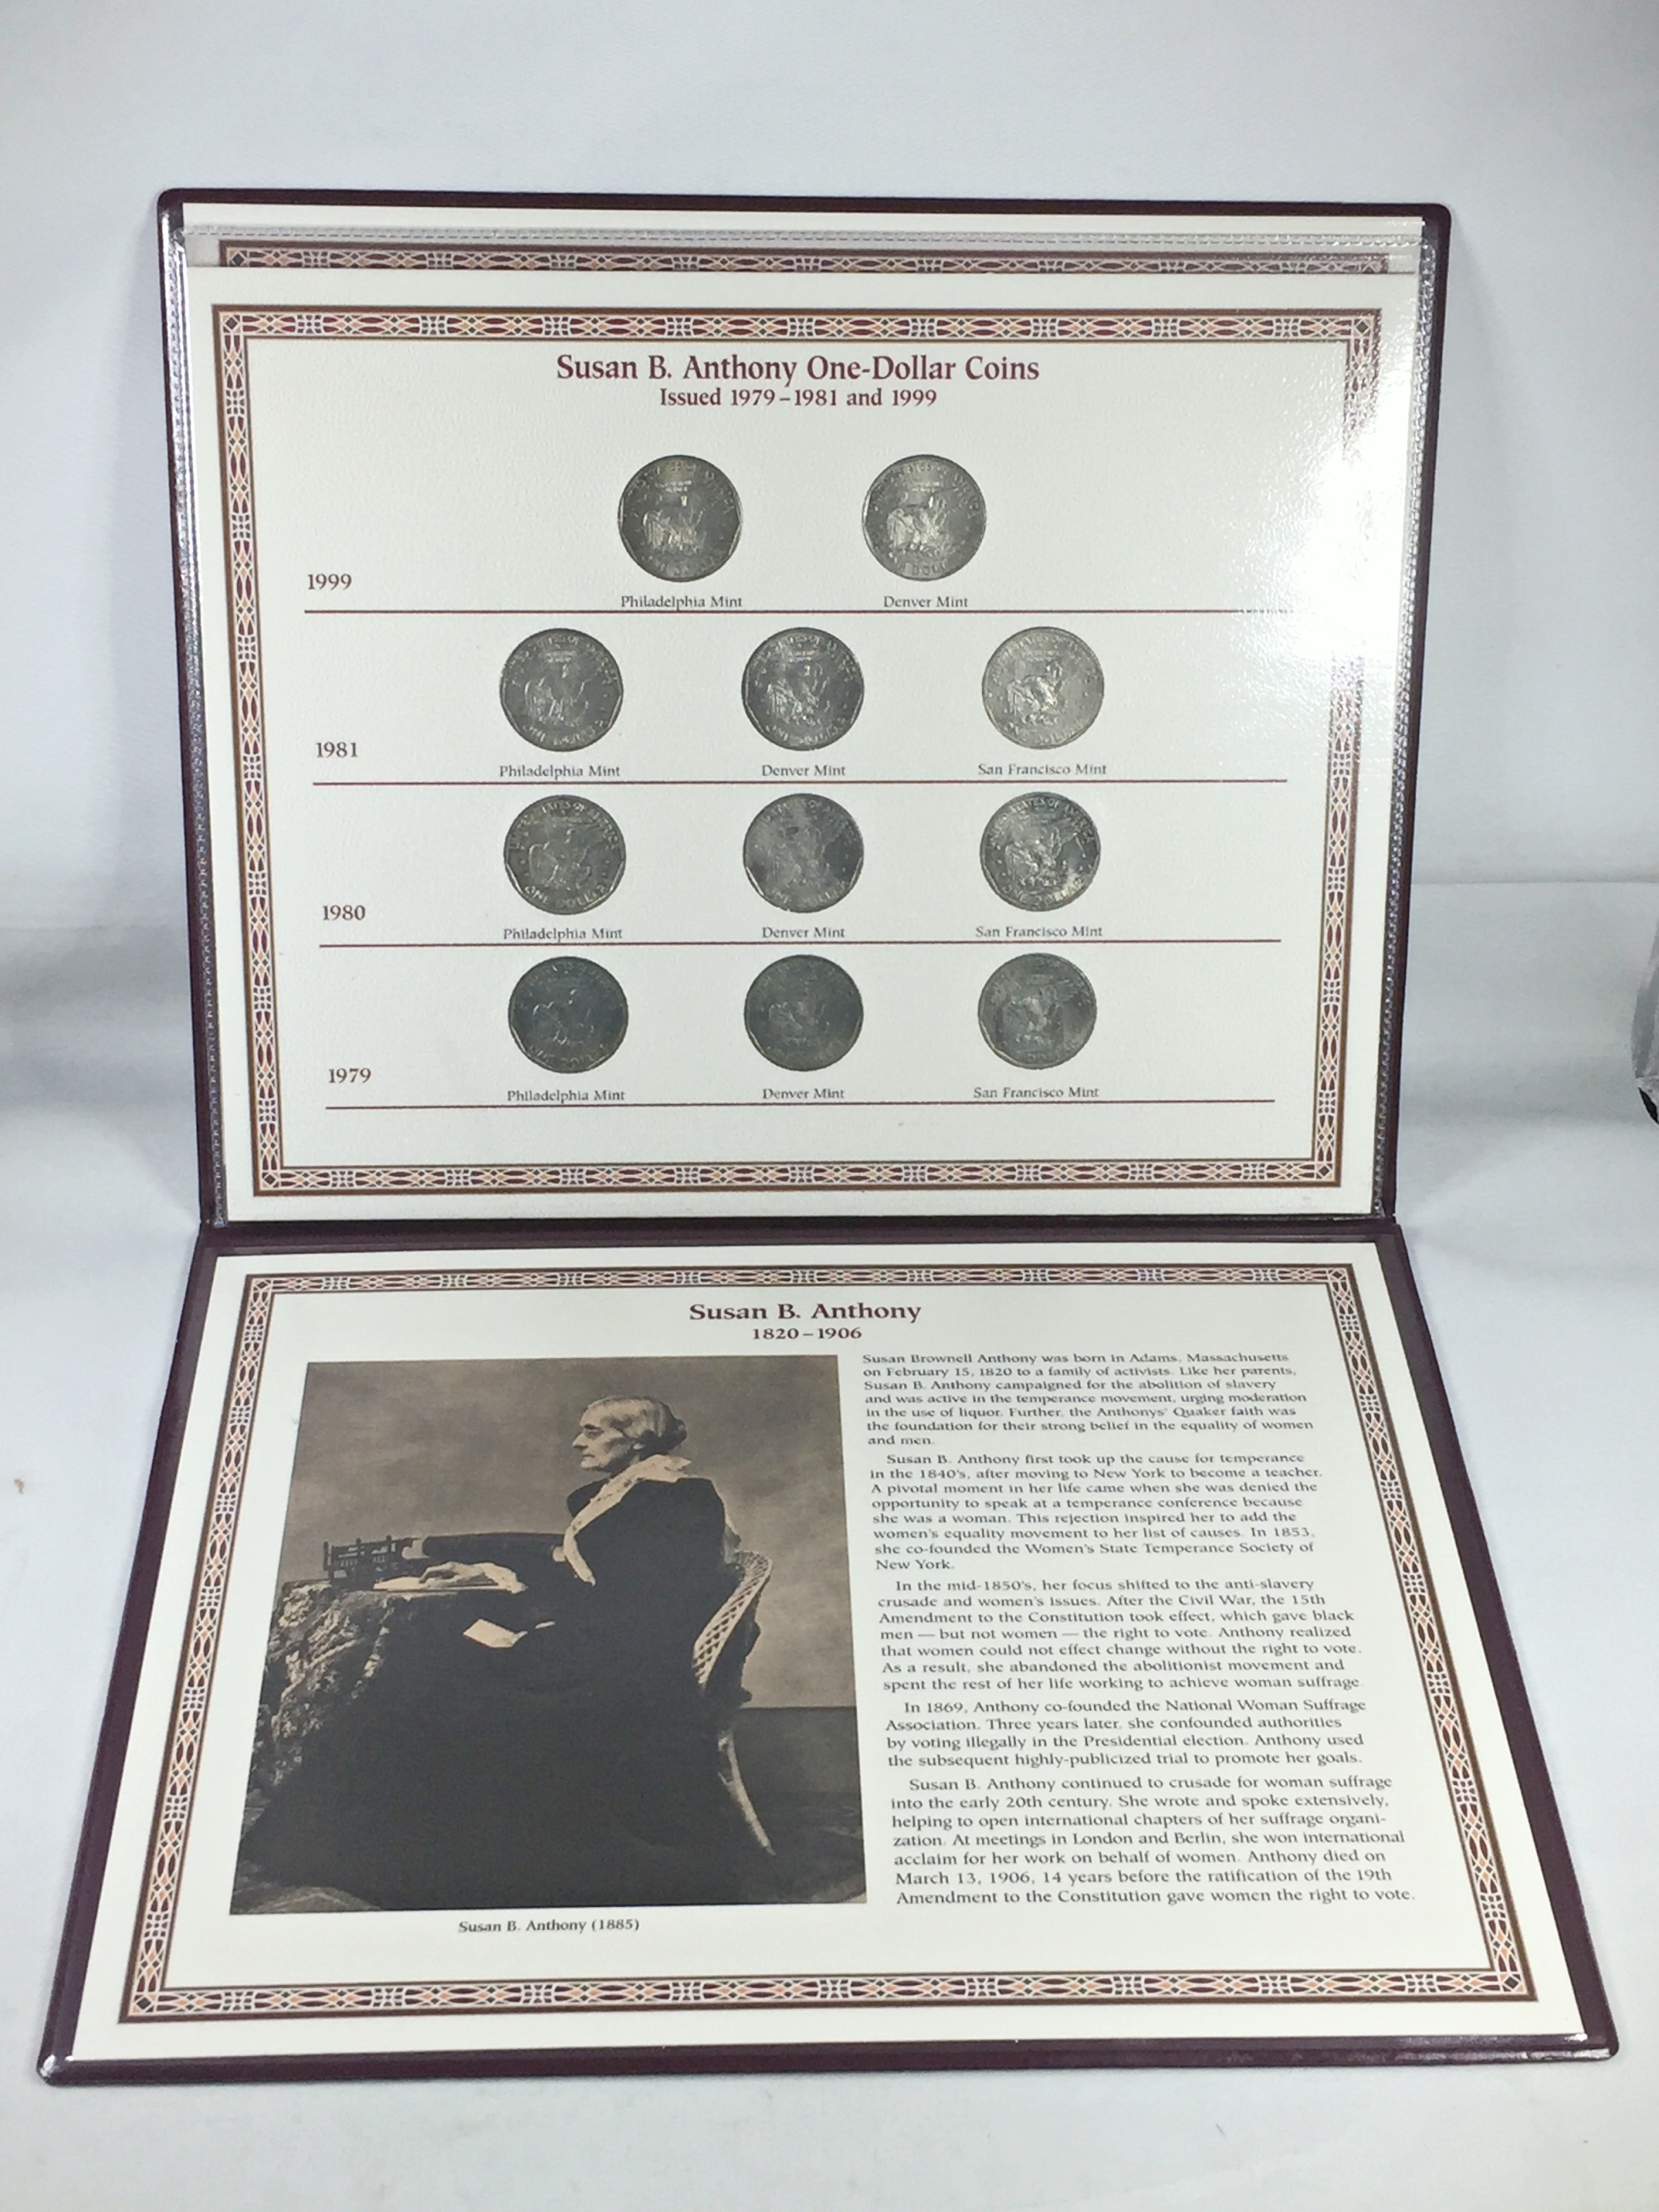 Susan B. Anthony One-Dollar Coins
Issued 1979–1981 and 1999
1999
Philadelphia Mint
Denver Mint
1981
Philadelphia Mint
Denver Mint
San Francisco Mint
1980
Philadelphia Mint
Denver Mint
San Francisco Mint
1979
Philadelphia Mint
Denver Mint
San Francisco Mint
Susan B. Anthony
1820–1906
Susan Brownell Anthony was born in Adams, Massachusetts
on February 15, 1820 to a family of activists. Like her parents,
Susan B. Anthony campaigned for the abolition of slavery
and was active in the temperance movement, urging moderation
in the use of liquor. Further, the Anthonys' Quaker faith was
the foundation for their strong belief in the equality of women
and men.
Susan B. Anthony first took up the cause for temperance
in the 1840's, after moving to New York to become a teacher.
A pivotal moment in her life came when she was denied the
opportunity to speak at a temperance conference because
she was a woman. This rejection inspired her to add the
women's equality movement to her list of causes. In 1853,
she co-founded the Women's State Temperance Society of
New York.
In the mid-1850's, her focus shifted to the anti-slavery
crusade and women's issues. After the Civil War, the 15th
Amendment to the Constitution took effect, which gave black
men — but not women — the right to vote. Anthony realized
that women could not effect change without the right to vote.
As a result, she abandoned the abolitionist movement and
spent the rest of her life working to achieve woman suffrage.
In 1869, Anthony co-founded the National Woman Suffrage
Association. Three years later, she confounded authorities
by voting illegally in the Presidential election. Anthony used
the subsequent highly-publicized trial to promote her goals.
Susan B. Anthony continued to crusade for woman suffrage
into the early 20th century. She wrote and spoke extensively,
helping to open international chapters of her suffrage organi-
zation. At meetings in London and Berlin, she won international
acclaim for her work on behalf of women. Anthony died on
March 13, 1906, 14 years before the ratification of the 19th
Amendment to the Constitution gave women the right to vote.
Susan B. Anthony (1885)